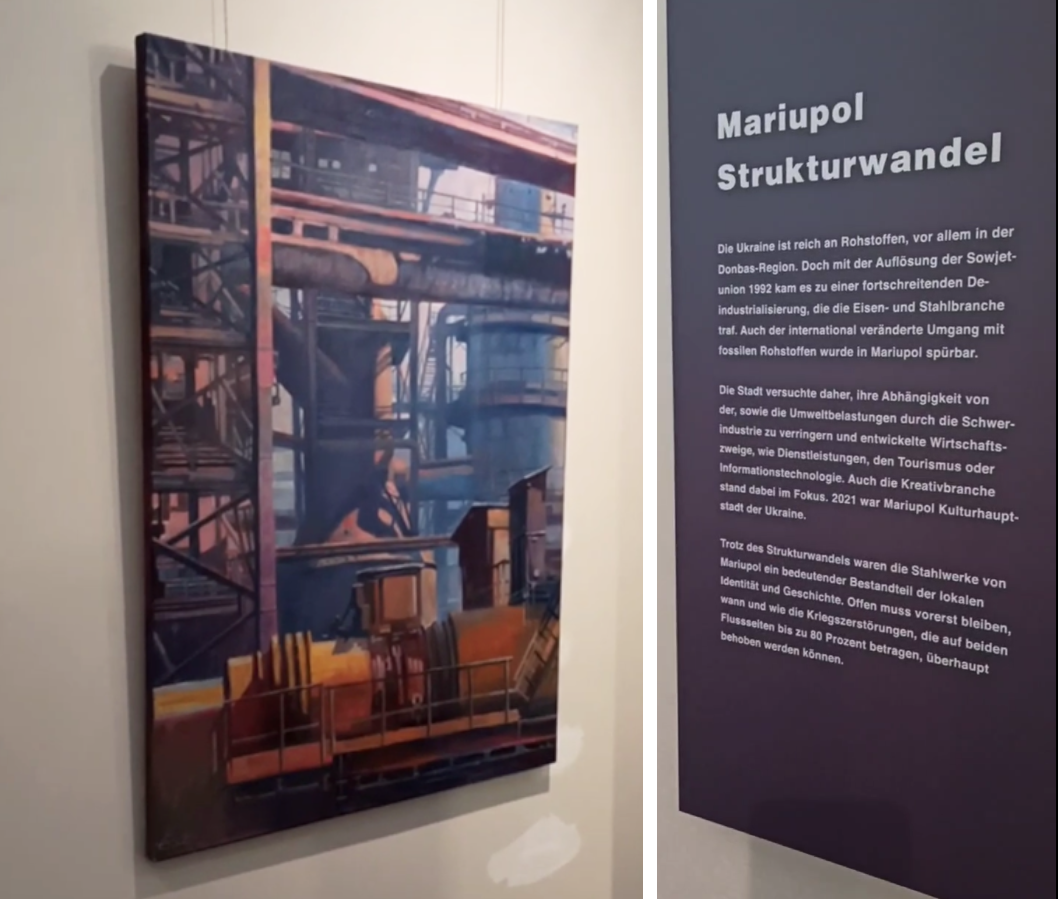 Mariupol
Strukturwandel
Die Ukraine ist reich an Rohstoffen, vor allem in der
Donbas-Region. Doch mit der Auflösung der Sowjet-
union 1992 kam es zu einer fortschreitenden De-
industrialisierung, die die Eisen- und Stahlbranche
traf. Auch der international veränderte Umgang mit
fossilen Rohstoffen wurde in Mariupol spürbar.
Die Stadt versuchte daher, ihre Abhängigkeit von
der, sowie die Umweltbelastungen durch die Schwer-
industrie zu verringern und entwickelte Wirtschafts-
zweige, wie Dienstleistungen, den Tourismus oder
Informationstechnologie. Auch die Kreativbranche
stand dabei im Fokus. 2021 war Mariupol Kulturhaupt-
stadt der Ukraine.
Trotz des Strukturwandels waren die Stahlwerke von
Mariupol ein bedeutender Bestandteil der lokalen
Identität und Geschichte. Offen muss vorerst bleiben,
wann und wie die Kriegszerstörungen, die auf beiden
Flussseiten bis zu 80 Prozent betragen, überhaupt
behoben werden können.